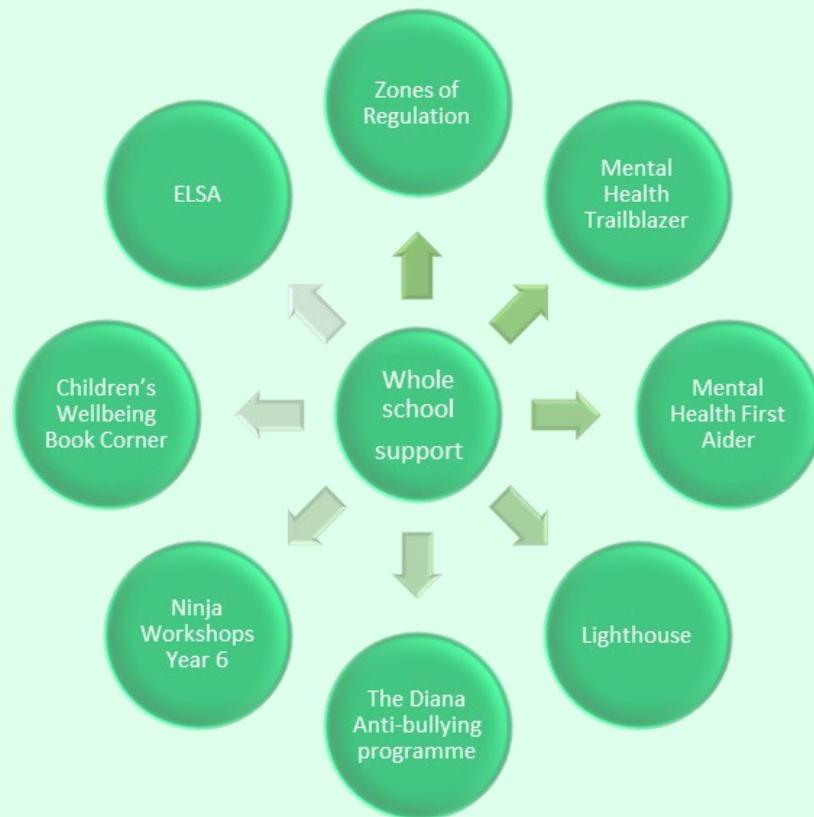 Zones of
Regulation
Mental
Health
Trailblazer
Mental
Health First
Aider
Lighthouse
The Diana
Anti-bullying
programme
Ninja
Workshops
Year 6
Children’s
Wellbeing
Book Corner
ELSA
Whole
school
support